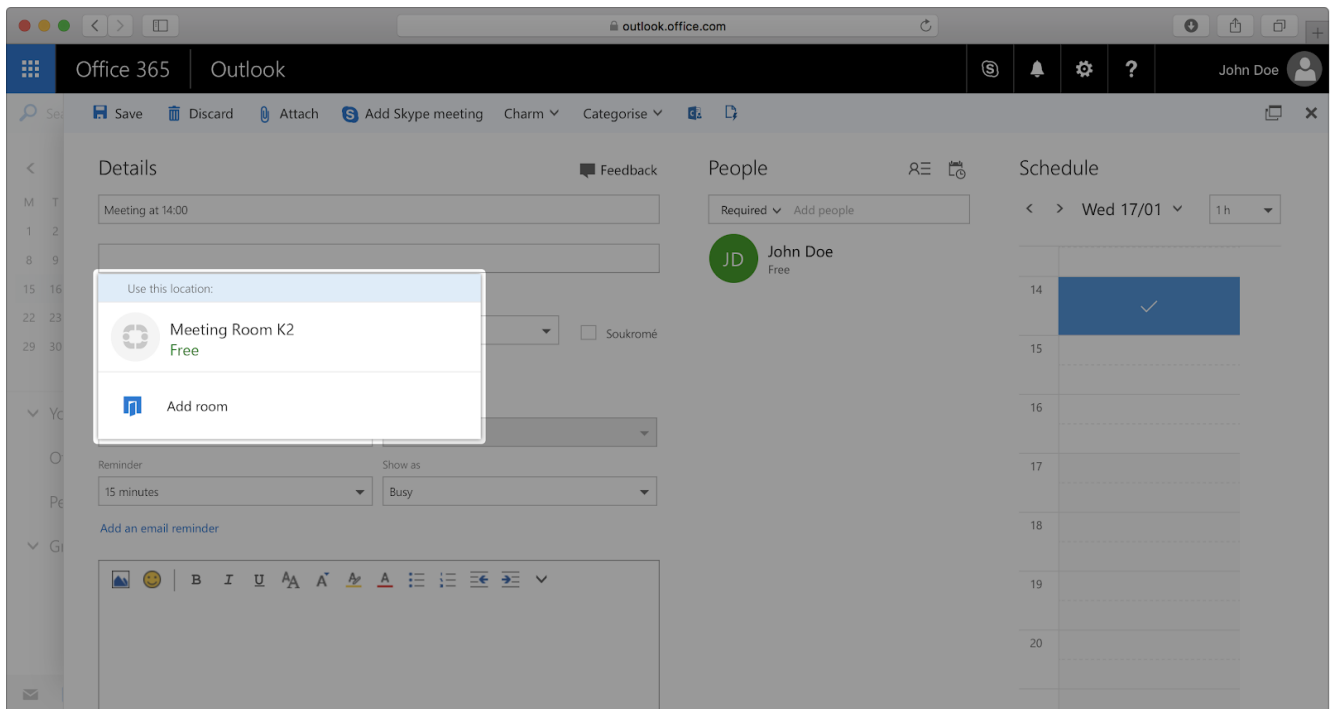 outlook.office.com
Office 365 Outlook
John Doe
Sea Save Discard Attach Add Skype meeting Charm Categorise
Details
Feedback
Meeting at 14:00
Use this location:
Meeting Room K2
Free
Add room
Soukromé
Reminder
Show as
15 minutes
Busy
Add an email reminder
B I U
People
Required Add people
JD
John Doe
Free
Schedule
Wed 17/01
1 h
14
15
16
17
18
19
20
M T
1 2
8 9
15 16
22 23
29 30
Yo
Pe